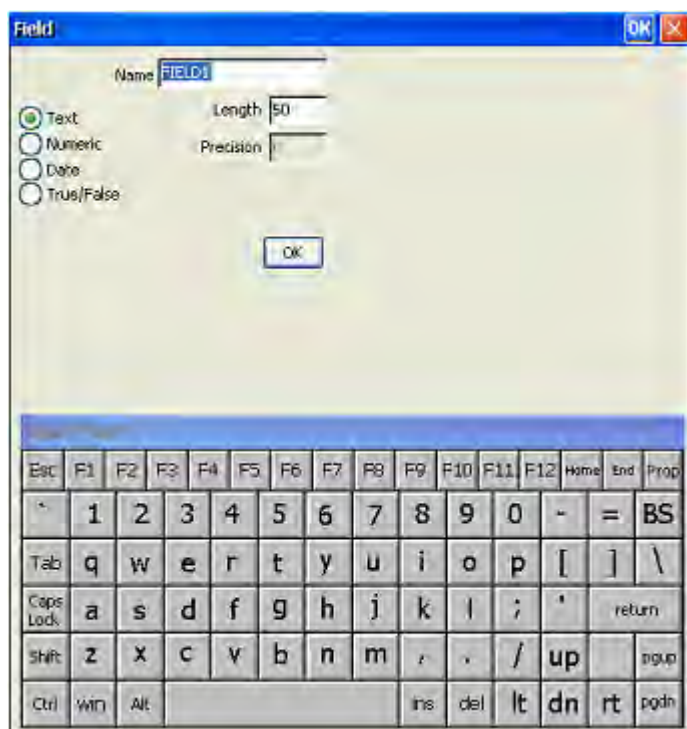 Field OK
Name FIELD1
Text
Length 50
Numeric
Precision
Date
True/False
OK
Esc F1 F2 F3 F4 F5 F6 F7 F8 F9 F10 F11 F12 Home End Prop
` 1 2 3 4 5 6 7 8 9 0 - = BS
Tab q w e r t y u i o p [ ] \
Caps Lock a s d f g h j k l ; ' return
Shift z x c v b n m , . / up pgup
Ctrl win Alt ins del lt dn rt pgdn